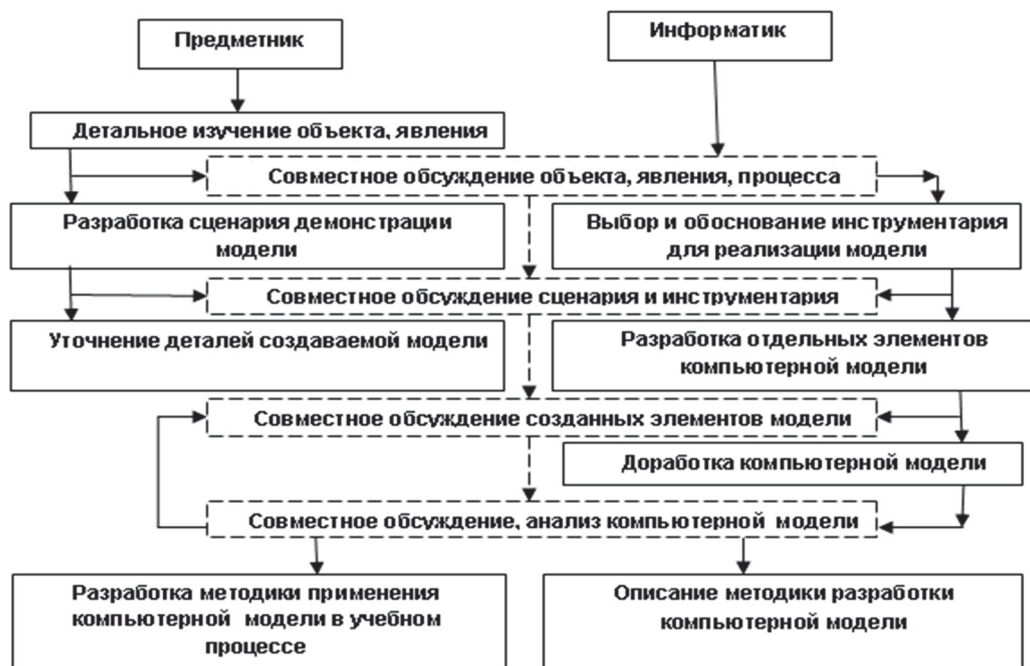 Предметник
Информатик
Детальное изучение объекта, явления
Совместное обсуждение объекта, явления, процесса
Разработка сценария демонстрации
модели
Выбор и обоснование инструментария
для реализации модели
Совместное обсуждение сценария и инструментария
Уточнение деталей создаваемой модели
Разработка отдельных элементов
компьютерной модели
Совместное обсуждение созданных элементов модели
Доработка компьютерной модели
Совместное обсуждение, анализ компьютерной модели
Разработка методики применения
компьютерной модели в учебном
процессе
Описание методики разработки
компьютерной модели